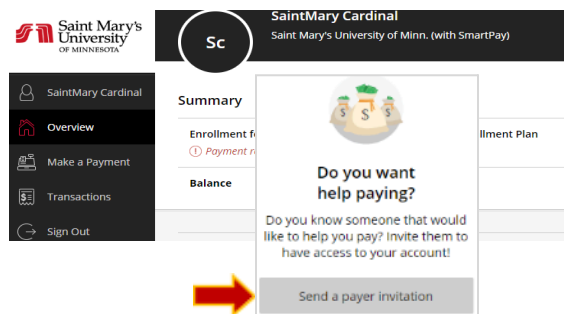 Saint Mary's
University
OF MINNESOTA
SaintMary Cardinal
Overview
Make a Payment
Transactions
Sign Out
Sc
SaintMary Cardinal
Saint Mary's University of Minn. (with SmartPay)
Summary
Enrollment f
llment Plan
Payment r
Balance
$ $ $
Do you want
help paying?
Do you know someone that would
like to help you pay? Invite them to
have access to your account!
Send a payer invitation